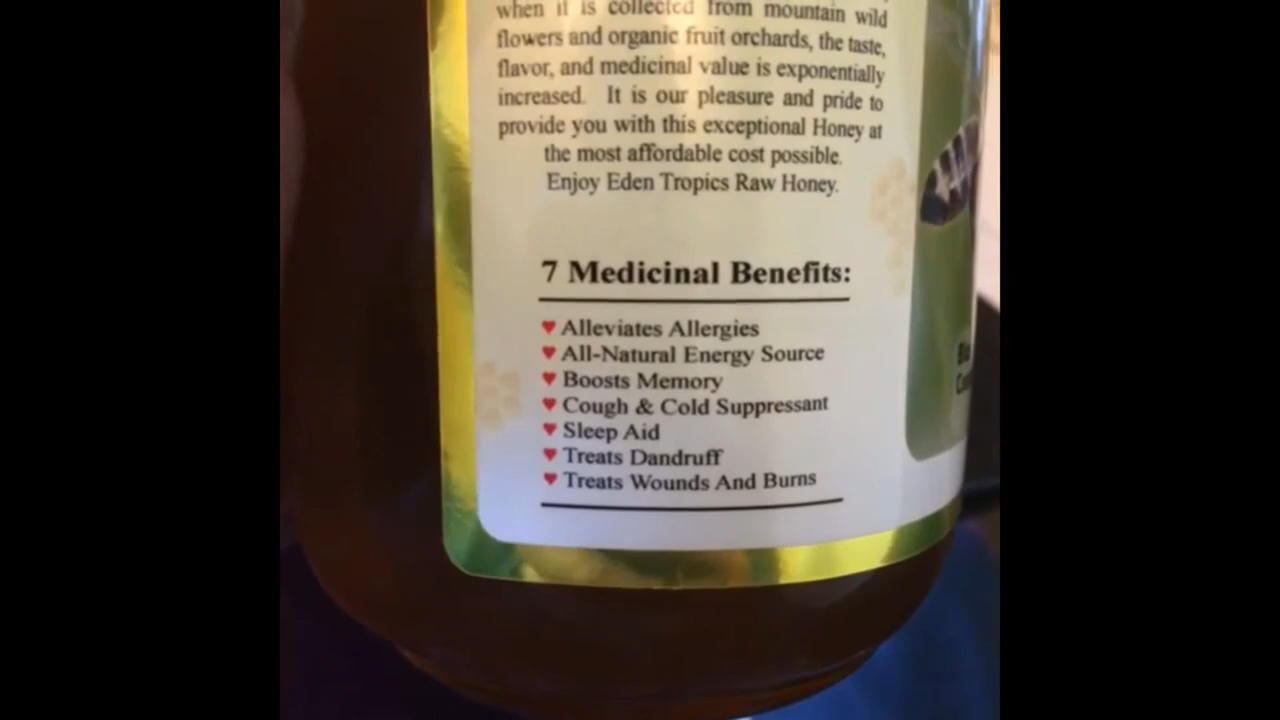 when it is collected from mountain wild
flowers and organic fruit orchards, the taste,
flavor, and medicinal value is exponentially
increased. It is our pleasure and pride to
provide you with this exceptional Honey at
the most affordable cost possible.
Enjoy Eden Tropics Raw Honey.
7 Medicinal Benefits:
Alleviates Allergies
All-Natural Energy Source
Boosts Memory
Cough & Cold Suppressant
Sleep Aid
Treats Dandruff
Treats Wounds And Burns